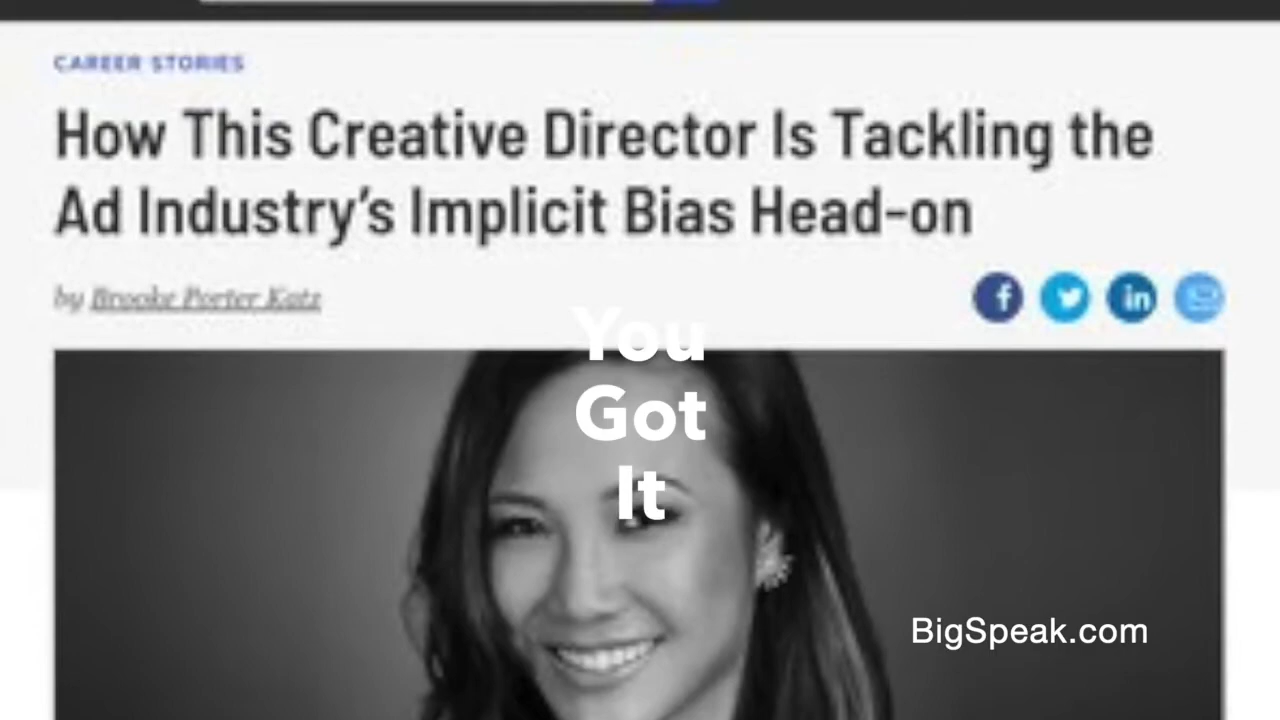 CAREER STORIES
How This Creative Director Is Tackling the
Ad Industry’s Implicit Bias Head-on
by Brooke Porter Katz
You
Got
It
BigSpeak.com